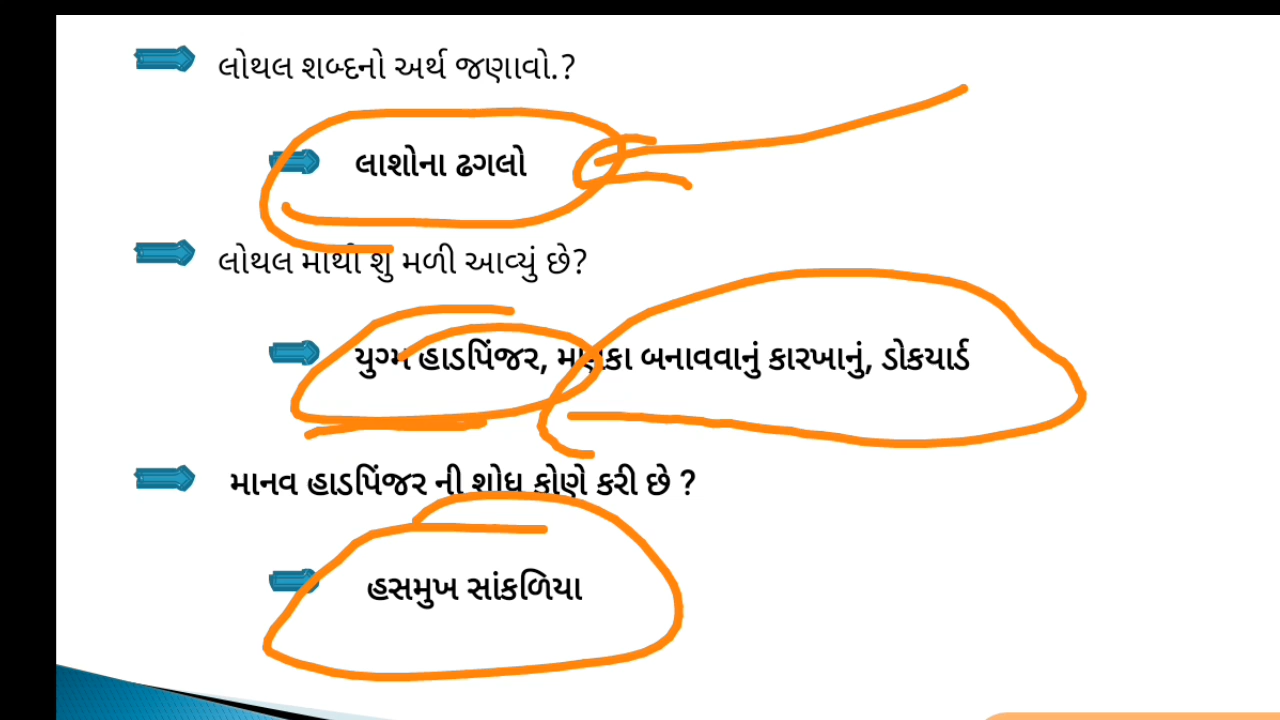 લોથલ શબ્દનો અર્થ જણાવો.?
લાશોના ઢગલો
લોથલ માંથી શું મળી આવ્યું છે?
યુગ્મ હાડપિંજર, મણકા બનાવવાનું કારખાનું, ડોકયાર્ડ
માનવ હાડપિંજર ની શોધ કોણે કરી છે ?
હસમુખ સાંકળિયા